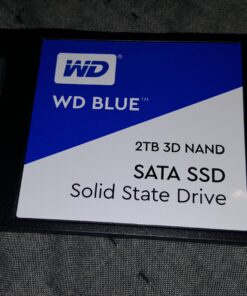 WD
WD BLUE™
2TB 3D NAND
SATA SSD
Solid State Drive